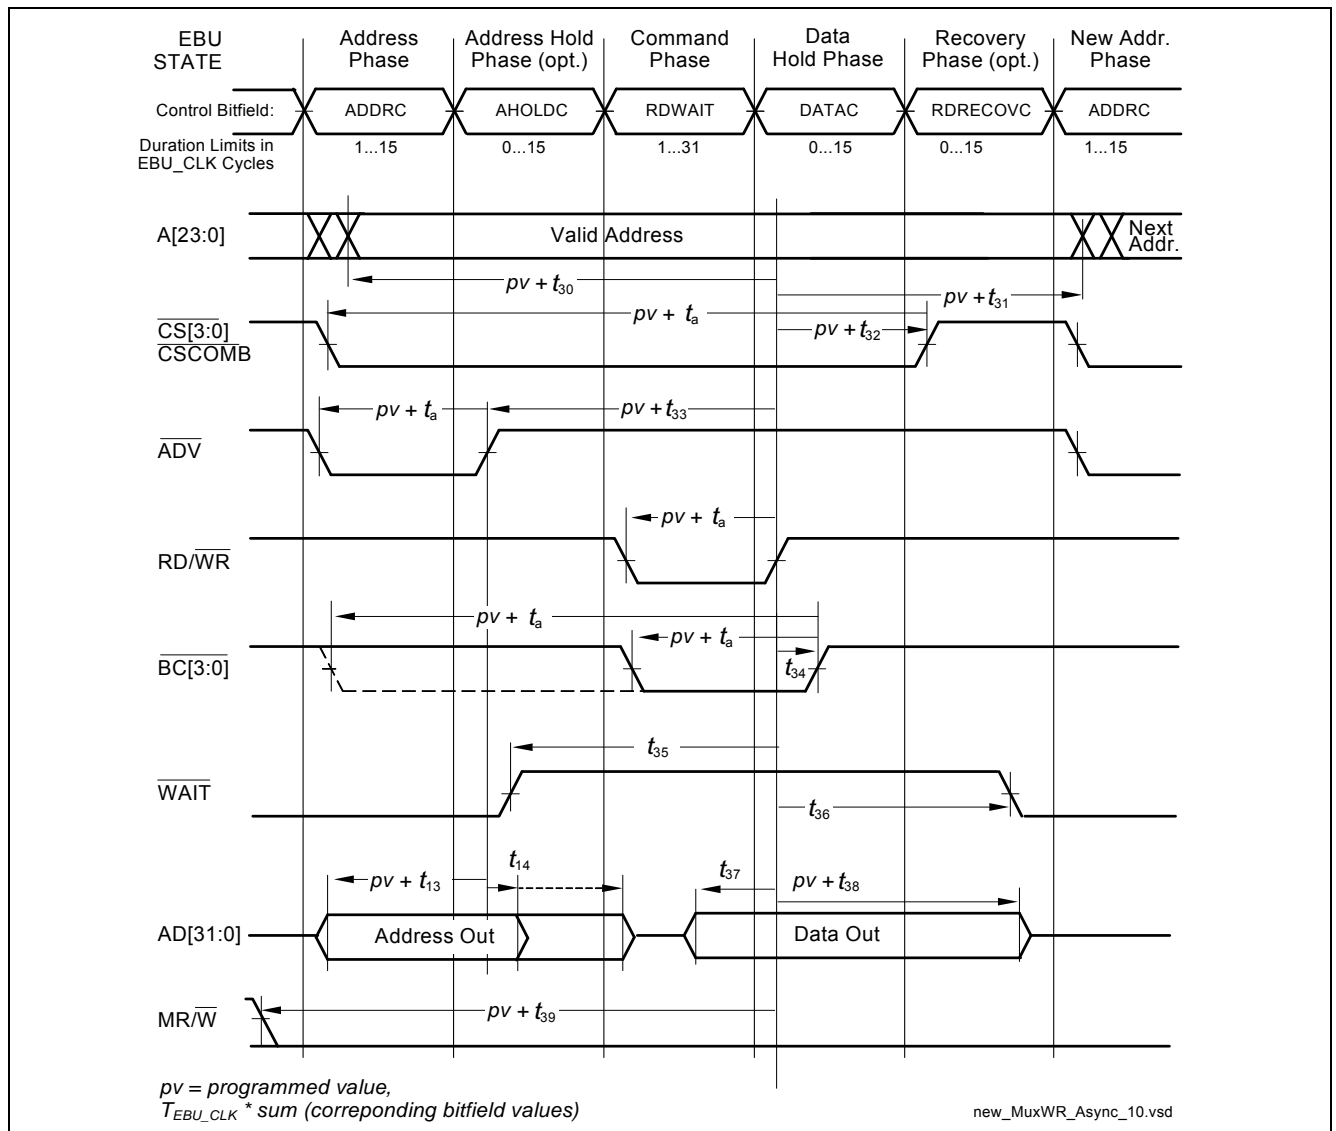 EBU STATE
Address Phase
Address Hold Phase (opt.)
Command Phase
Data Hold Phase
Recovery Phase (opt.)
New Addr. Phase
Control Bitfield: ADDRC AHOLDC RDWAIT DATAC RDRECOVC ADDRC
Duration Limits in EBU_CLK Cycles 1...15 0...15 1...31 0...15 0...15 1...15
A[23:0] Valid Address Next Addr.
pv + t30
pv + t31
pv + ta
CS[3:0] pv + t32
CSCOMB
pv + ta pv + t33
ADV
pv + ta
RD/WR
pv + ta
pv + ta
BC[3:0] t34
t35
WAIT
t36
pv + t13 t14 t37 pv + t38
AD[31:0] Address Out Data Out
MR/W pv + t39
pv = programmed value,
TEBU_CLK * sum (correponding bitfield values)
new_MuxWR_Async_10.vsd